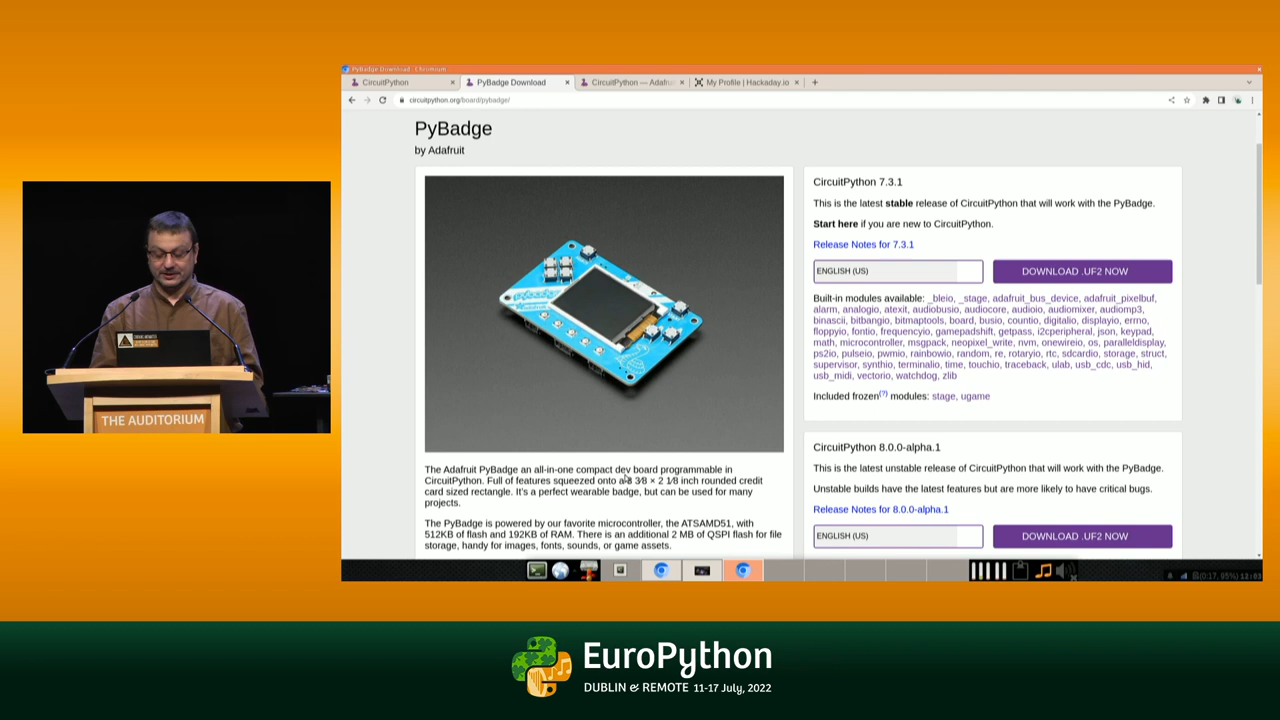 PyBadge Download - Chromium
CircuitPython
PyBadge Download
CircuitPython — Adafru
My Profile | Hackaday.io
circuitpython.org/board/pybadge/
PyBadge
by Adafruit
The Adafruit PyBadge an all-in-one compact dev board programmable in
CircuitPython. Full of features squeezed onto a 3 3⁄8 × 2 1⁄8 inch rounded credit
card sized rectangle. It's a perfect wearable badge, but can be used for many
projects.
The PyBadge is powered by our favorite microcontroller, the ATSAMD51, with
512KB of flash and 192KB of RAM. There is an additional 2 MB of QSPI flash for file
storage, handy for images, fonts, sounds, or game assets.
CircuitPython 7.3.1
This is the latest stable release of CircuitPython that will work with the PyBadge.
Start here if you are new to CircuitPython.
Release Notes for 7.3.1
ENGLISH (US)
DOWNLOAD .UF2 NOW
Built-in modules available: _bleio, _stage, adafruit_bus_device, adafruit_pixelbuf,
alarm, analogio, atexit, audiobusio, audiocore, audioio, audiomixer, audiomp3,
binascii, bitbangio, bitmaptools, board, busio, countio, digitalio, displayio, errno,
floppyio, fontio, frequencyio, gamepadshift, getpass, i2cperipheral, json, keypad,
math, microcontroller, msgpack, neopixel_write, nvm, onewireio, os, paralleldisplay,
ps2io, pulseio, pwmio, rainbowio, random, re, rotaryio, rtc, sdcardio, storage, struct,
supervisor, synthio, terminalio, time, touchio, traceback, ulab, usb_cdc, usb_hid,
usb_midi, vectorio, watchdog, zlib
Included frozen(?) modules: stage, ugame
CircuitPython 8.0.0-alpha.1
This is the latest unstable release of CircuitPython that will work with the PyBadge.
Unstable builds have the latest features but are more likely to have critical bugs.
Release Notes for 8.0.0-alpha.1
ENGLISH (US)
DOWNLOAD .UF2 NOW
THE AUDITORIUM
EuroPython
DUBLIN & REMOTE 11-17 July, 2022